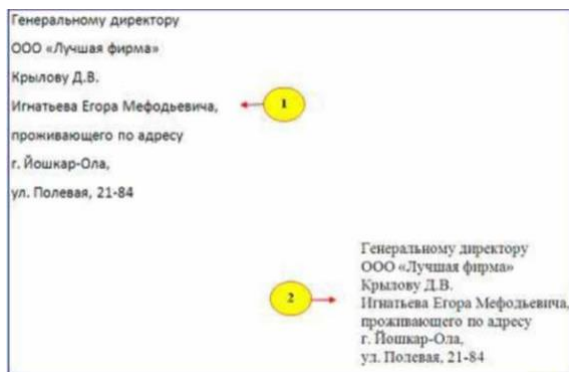 Генеральному директору
ООО «Лучшая фирма»
Крылову Д.В.
Игнатьева Егора Мефодьевича,
1
проживающего по адресу
г. Йошкар-Ола,
ул. Полевая, 21-84
Генеральному директору
ООО «Лучшая фирма»
Крылову Д.В.
2
Игнатьева Егора Мефодьевича,
проживающего по адресу
г. Йошкар-Ола,
ул. Полевая, 21-84